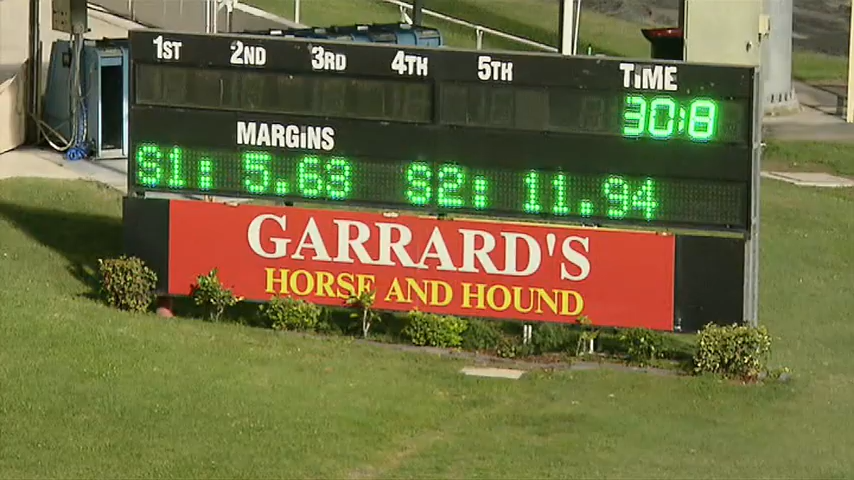 1ST 2ND 3RD 4TH 5TH TIME
30:8
MARGINS
S1: 5.63 S2: 11.94
GARRARD'S
HORSE AND HOUND